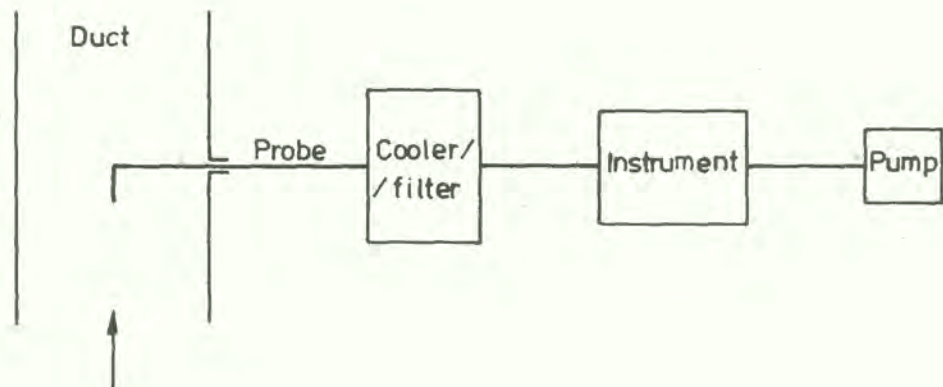 Duct
Probe
Cooler/
/filter
Instrument
Pump